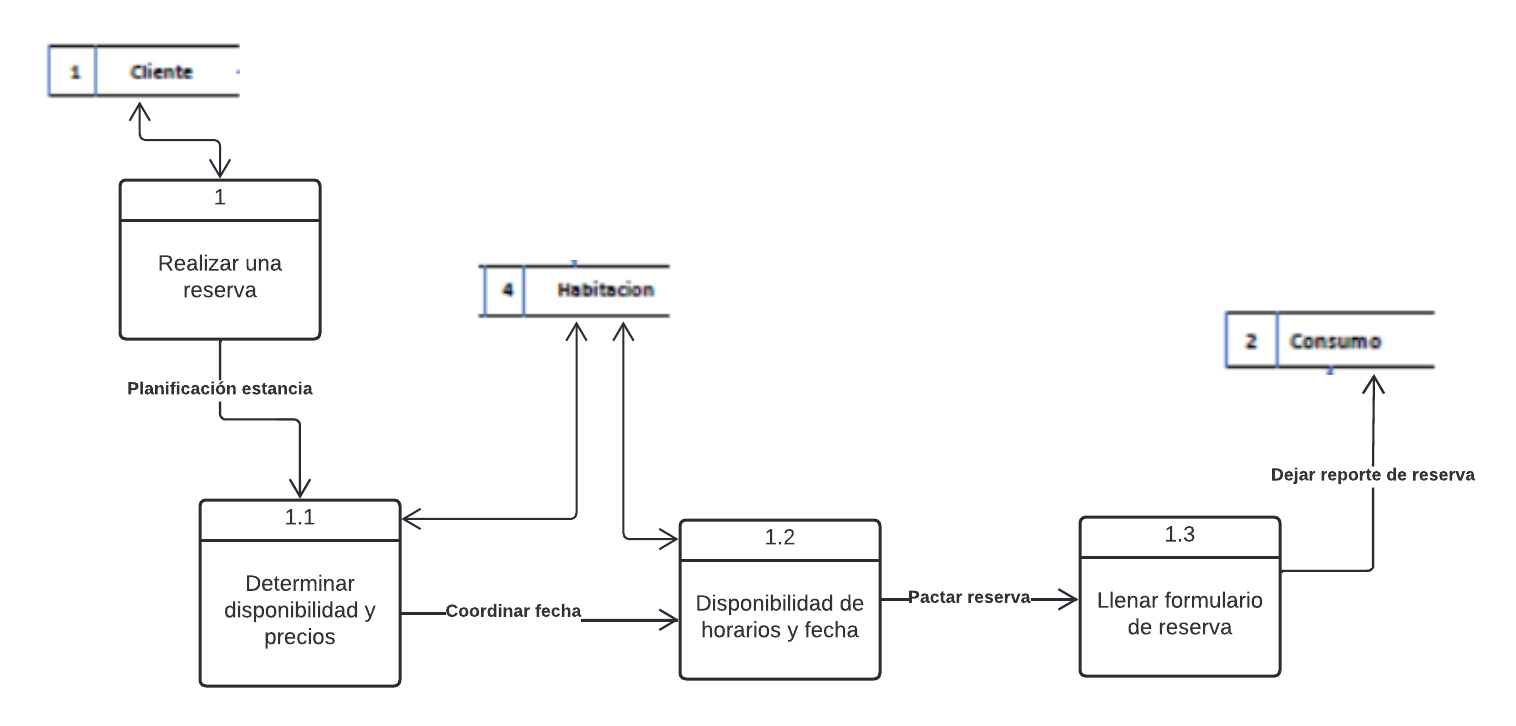 1 Cliente
1
Realizar una
reserva
4 Habitacion
2 Consumo
Planificación estancia
Dejar reporte de reserva
1.1
Determinar
disponibilidad y
precios
Coordinar fecha
1.2
Disponibilidad de
horarios y fecha
Pactar reserva
1.3
Llenar formulario
de reserva